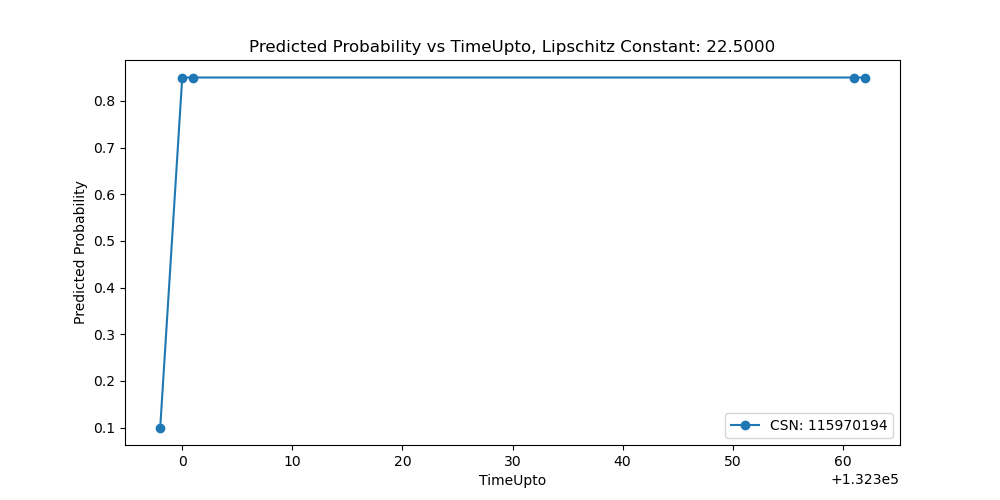 Predicted Probability vs TimeUpto, Lipschitz Constant: 22.5000
Predicted Probability
0.8
0.7
0.6
0.5
0.4
0.3
0.2
0.1
CSN: 115970194
0 10 20 30 40 50 60
TimeUpto
+1.323e5